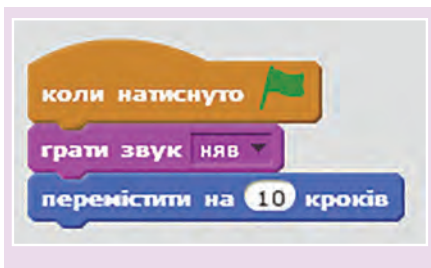 коли натиснуто
грати звук няв
перемістити на 10 кроків